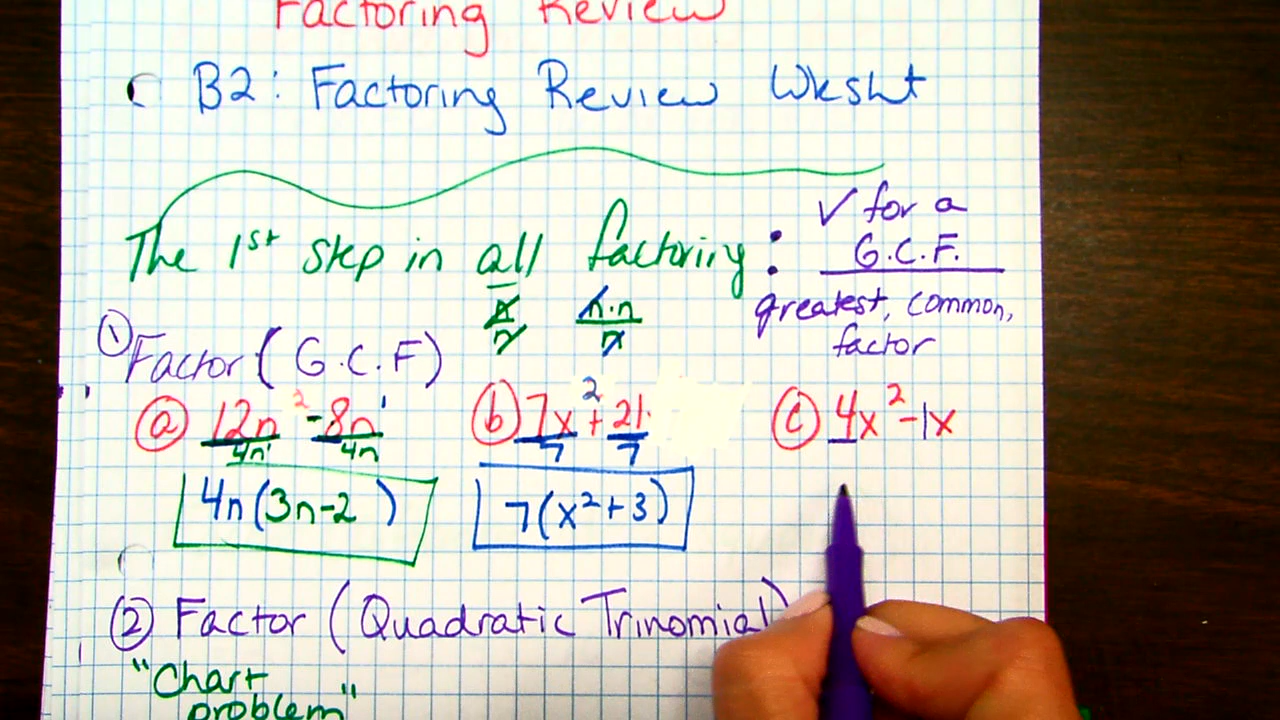 Factoring Review
B2: Factoring Review Wksht
The 1st step in all factoring:
✓ for a
G.C.F.
greatest, common,
factor
n/n n·n/n
① Factor (G.C.F)
ⓐ 12n²/4n¹ - 8n¹/4n
ⓑ 7x²/7 + 21/7
ⓒ 4x² - 1x
4n(3n-2 )
7(x²+3)
② Factor (Quadratic Trinomial)
"Chart
problem"